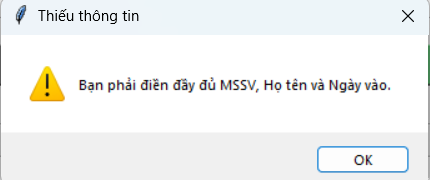 Thiếu thông tin
Bạn phải điền đầy đủ MSSV, Họ tên và Ngày vào.
OK